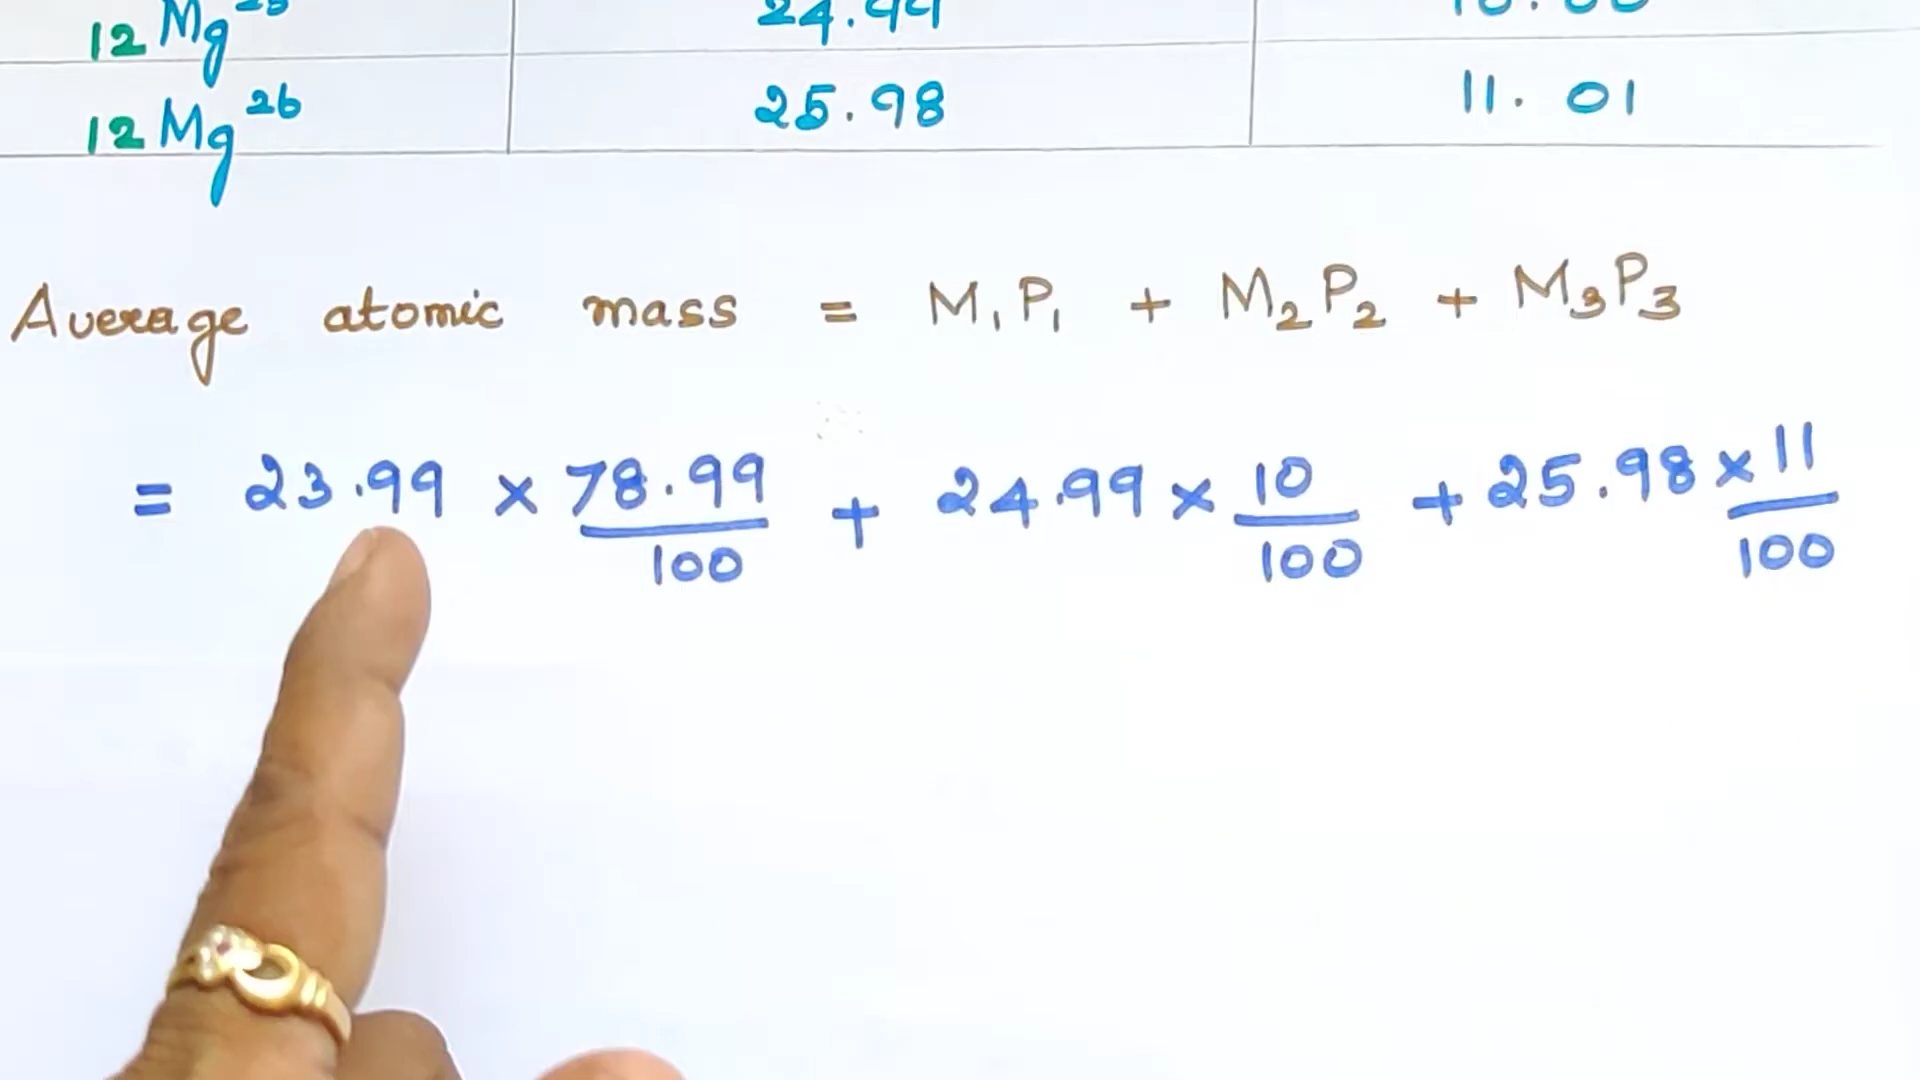 12Mg 24.99
12Mg26 25.98 11.01
Average atomic mass = M1P1 + M2P2 + M3P3
= 23.99 x 78.99/100 + 24.99 x 10/100 + 25.98 x 11/100